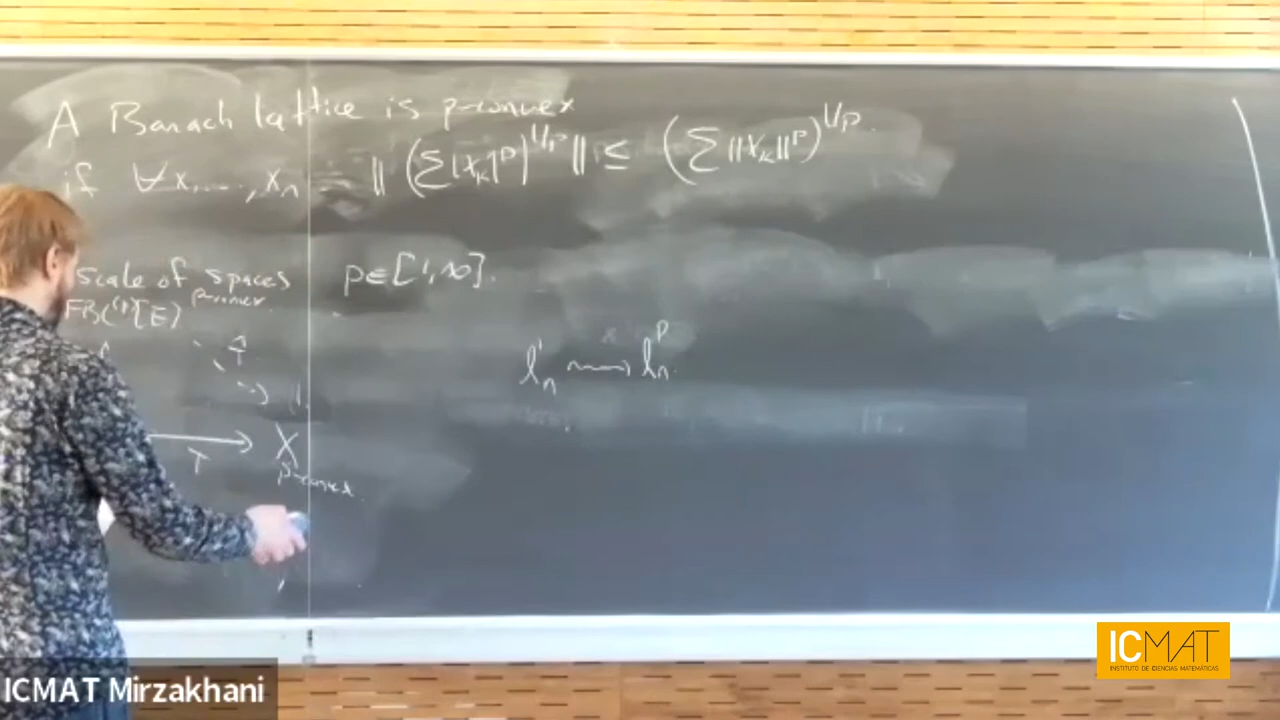 A Banach lattice is p-convex
if ∀x₁,...,xₙ ‖(Σ|xₖ|ᵖ)^{1/p}‖ ≤ (Σ‖xₖ‖ᵖ)^{1/p}.
scale of spaces p∈[1,∞].
FBL⁽ᵖ⁾[E] p-convex
T̂
ℓ¹ₙ ⟿ ℓᵖₙ.
T X
p-convex.
ICMAT
INSTITUTO DE CIENCIAS MATEMÁTICAS
ICMAT Mirzakhani